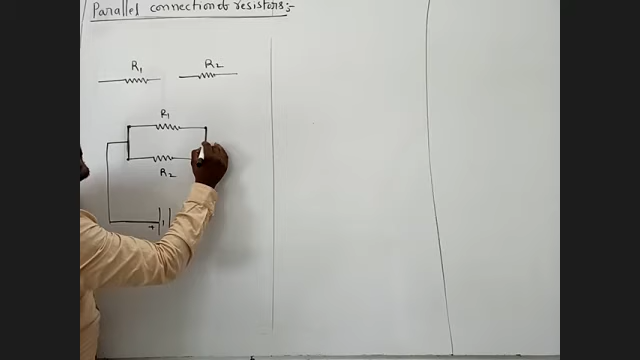 Parallel connection of resistors:-
R1 R2
R1
R2
+